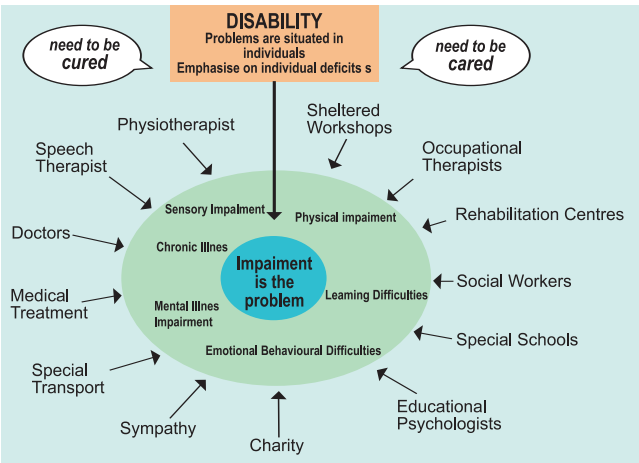 DISABILITY
Problems are situated in
individuals
Emphasise on individual deficits s
need to be
cured
need to be
cared
Physiotherapist
Sheltered
Workshops
Speech
Therapist
Occupational
Therapists
Doctors
Rehabilitation Centres
Medical
Treatment
Social Workers
Special
Transport
Special Schools
Sympathy
Charity
Educational
Psychologists
Sensory Impalment
Physical impaiment
Chronic Illnes
Impaiment
is the
problem
Leaming Difficulties
Mental Illnes
Impairment
Emotional Behavioural Difficulties